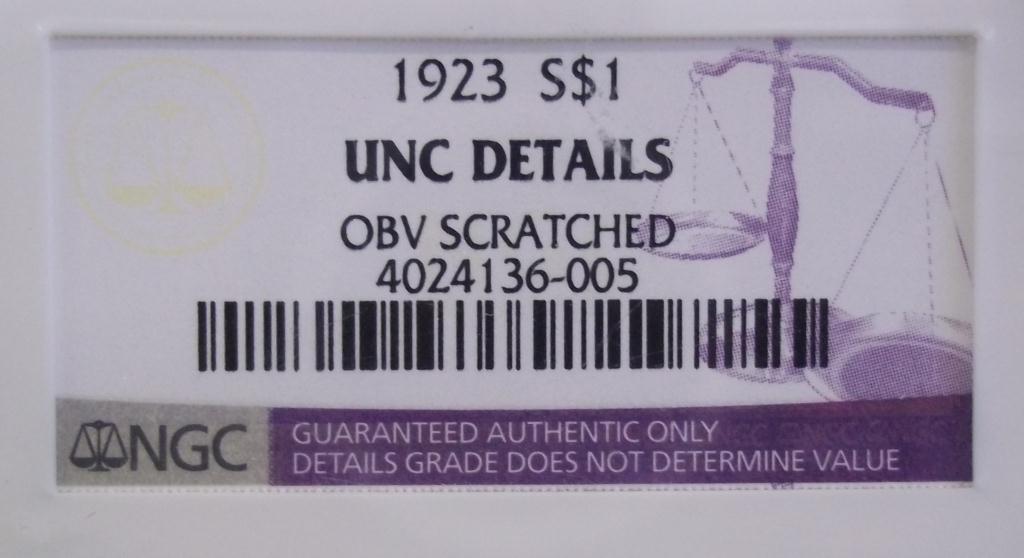 1923 S$1
UNC DETAILS
OBV SCRATCHED
4024136-005
NGC
GUARANTEED AUTHENTIC ONLY
DETAILS GRADE DOES NOT DETERMINE VALUE